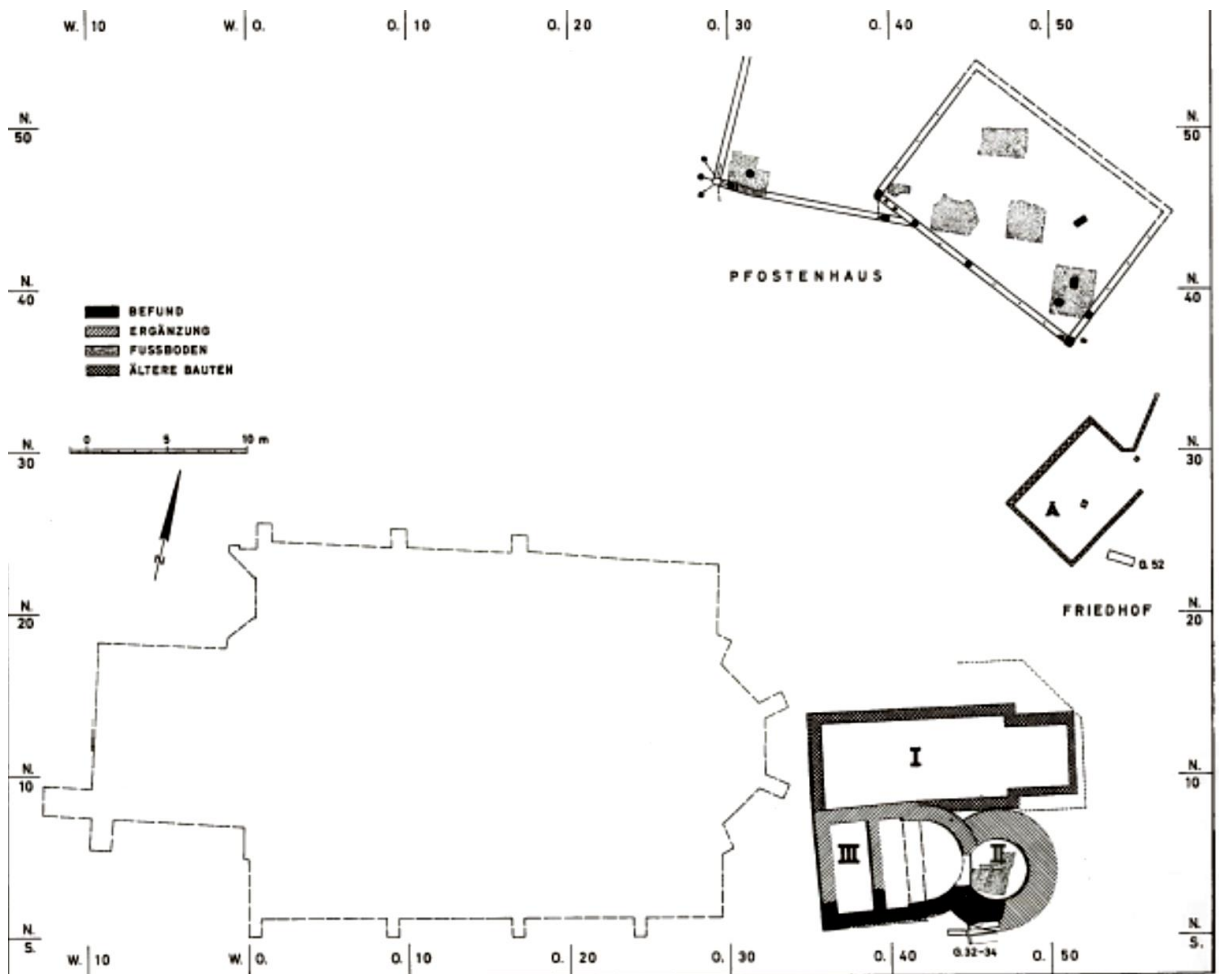 W. 10 W. O. O. 10 O. 20 O. 30 O. 40 O. 50
N. 50 N. 50
PFOSTENHAUS
N. 40 N. 40
BEFUND
ERGÄNZUNG
FUSSBODEN
ÄLTERE BAUTEN
0 5 10 m
N. 30 N. 30
A
G. 52
N
FRIEDHOF
N. 20 N. 20
I
N. 10 N. 10
III II
N. S. N. S.
G. 32-34
W. 10 W. O. O. 10 O. 20 O. 30 O. 40 O. 50